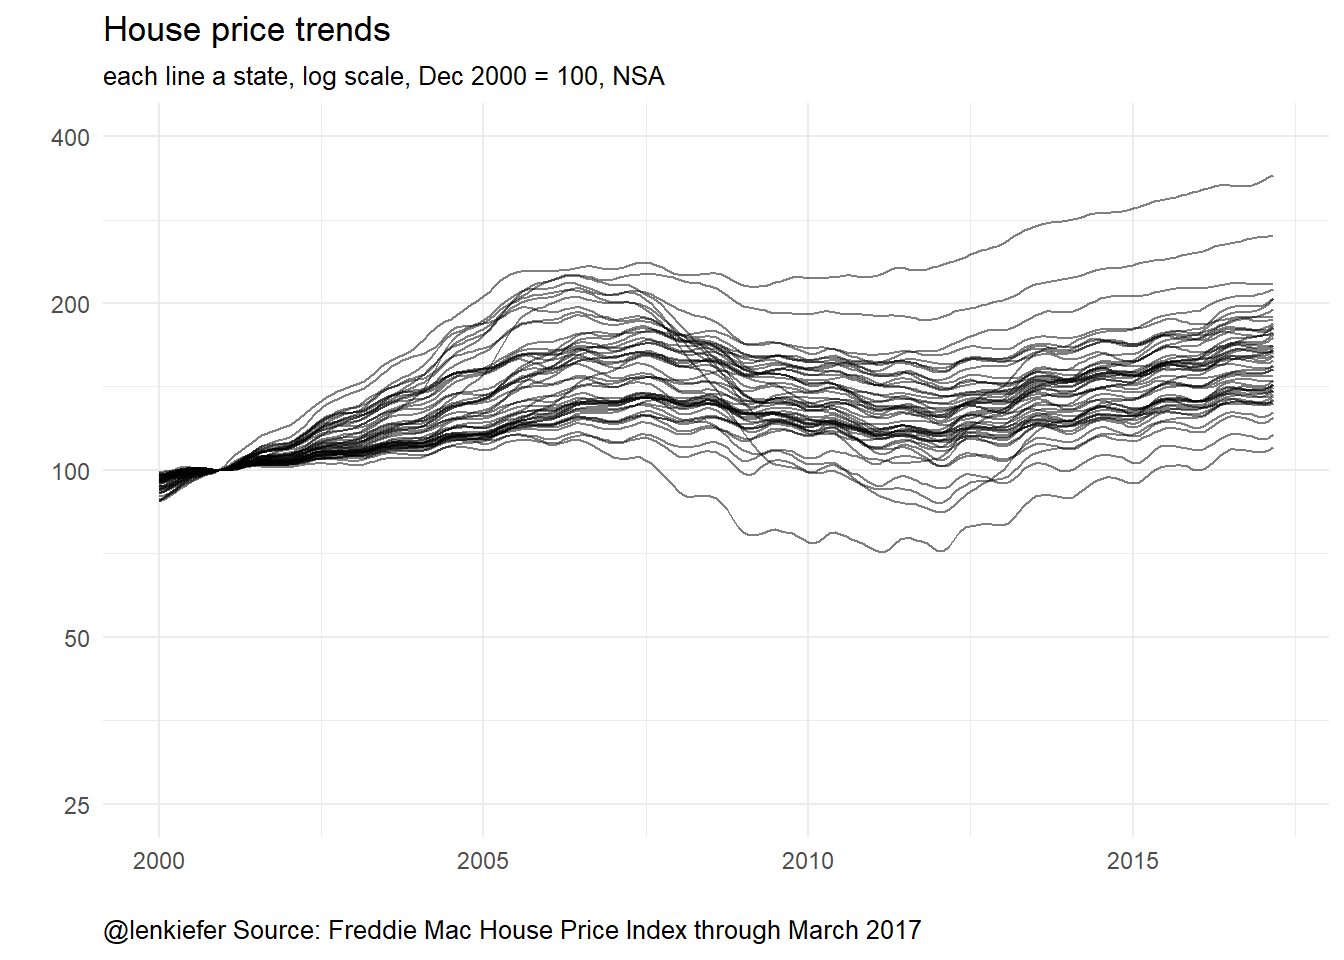 House price trends
each line a state, log scale, Dec 2000 = 100, NSA
400
200
100
50
25
2000 2005 2010 2015
@lenkiefer Source: Freddie Mac House Price Index through March 2017